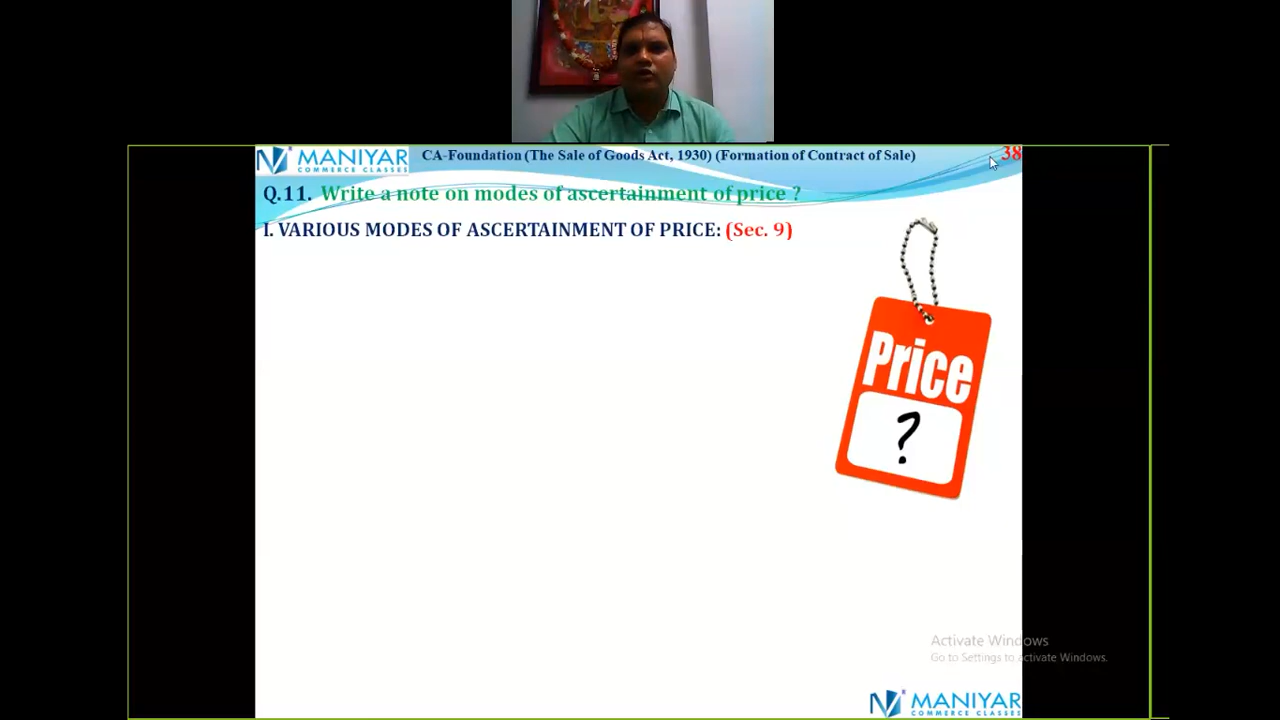 MANIYAR
COMMERCE CLASSES
CA-Foundation (The Sale of Goods Act, 1930) (Formation of Contract of Sale)
38
Q.11. Write a note on modes of ascertainment of price ?
I. VARIOUS MODES OF ASCERTAINMENT OF PRICE: (Sec. 9)
Price
?
Activate Windows
Go to Settings to activate Windows.
MANIYAR
COMMERCE CLASSES